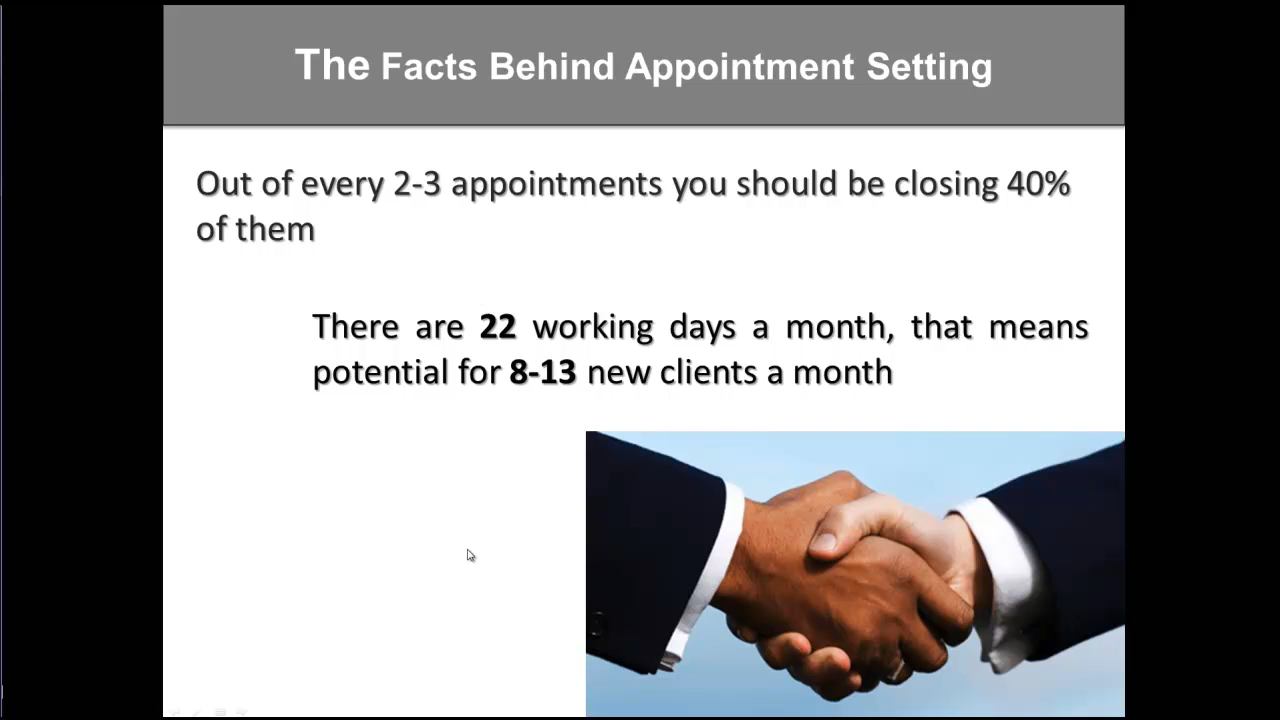 The Facts Behind Appointment Setting
Out of every 2-3 appointments you should be closing 40%
of them
There are 22 working days a month, that means
potential for 8-13 new clients a month